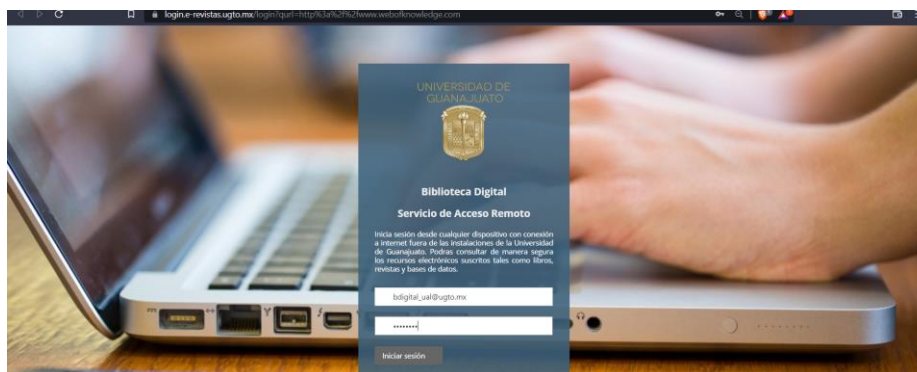 login.e-revistas.ugto.mx/login?qurl=http%3a%2f%2fwww.webofknowledge.com
UNIVERSIDAD DE
GUANAJUATO
Biblioteca Digital
Servicio de Acceso Remoto
Inicia sesión desde cualquier dispositivo con conexión
a internet fuera de las instalaciones de la Universidad
de Guanajuato. Podras consultar de manera segura
los recursos electrónicos suscritos tales como libros,
revistas y bases de datos.
bdigital_ual@ugto.mx
••••••••
Iniciar sesión